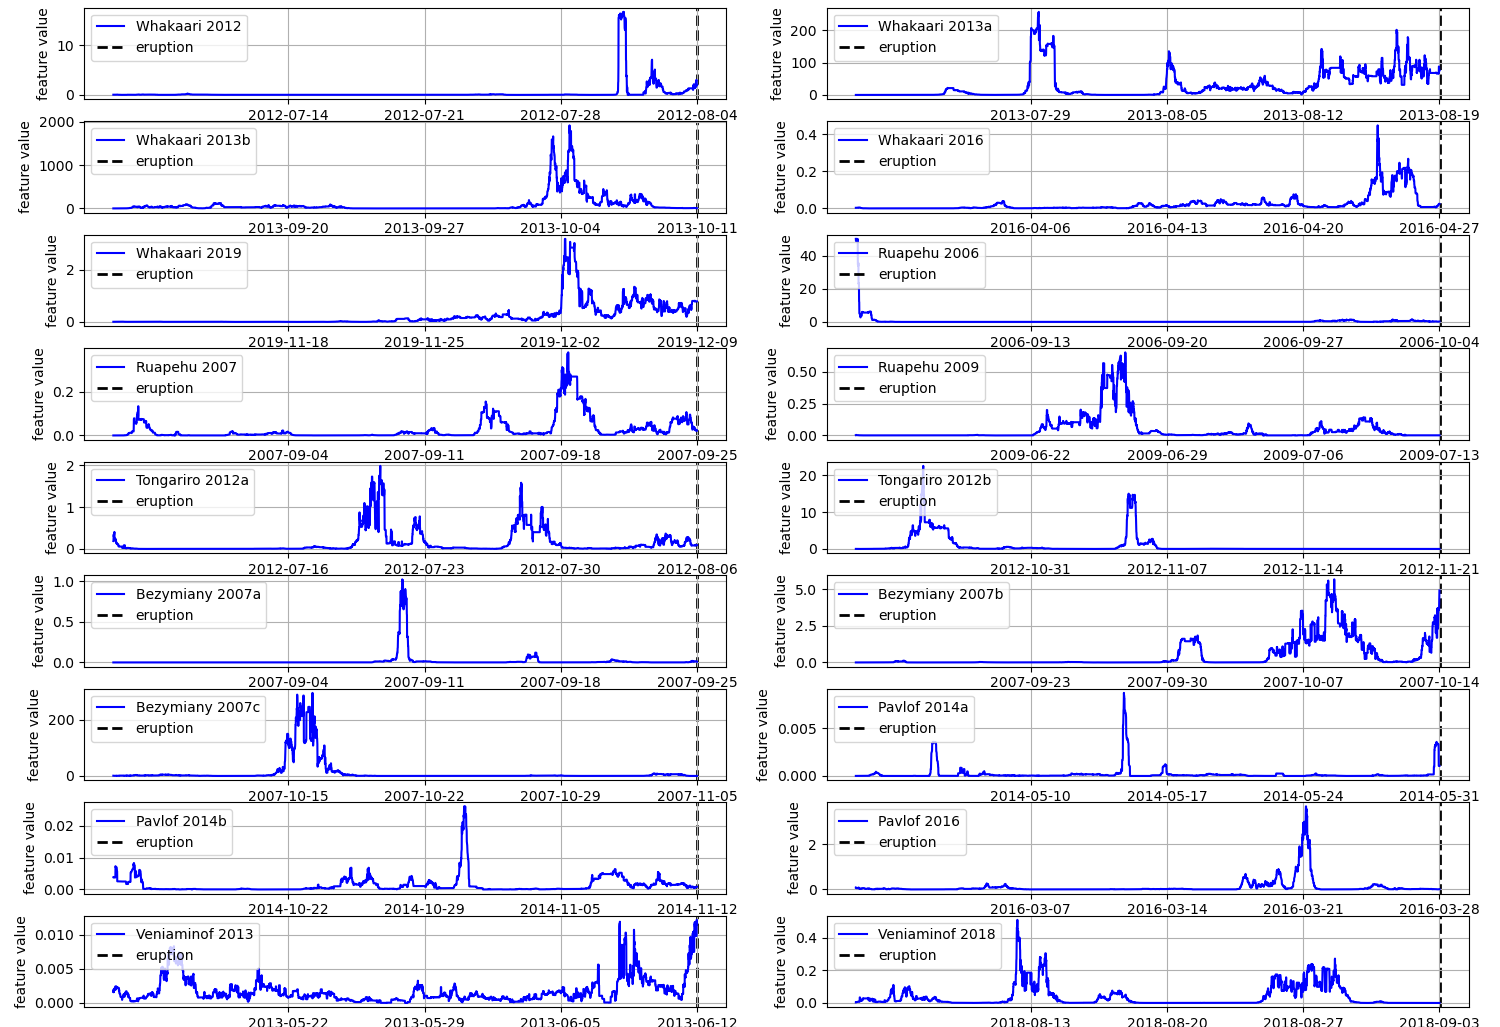 feature value
10
0
Whakaari 2012
eruption
2012-07-14 2012-07-21 2012-07-28 2012-08-04
feature value
200
100
0
Whakaari 2013a
eruption
2013-07-29 2013-08-05 2013-08-12 2013-08-19
feature value
2000
1000
0
Whakaari 2013b
eruption
2013-09-20 2013-09-27 2013-10-04 2013-10-11
feature value
0.4
0.2
0.0
Whakaari 2016
eruption
2016-04-06 2016-04-13 2016-04-20 2016-04-27
feature value
2
0
Whakaari 2019
eruption
2019-11-18 2019-11-25 2019-12-02 2019-12-09
feature value
40
20
0
Ruapehu 2006
eruption
2006-09-13 2006-09-20 2006-09-27 2006-10-04
feature value
0.2
0.0
Ruapehu 2007
eruption
2007-09-04 2007-09-11 2007-09-18 2007-09-25
feature value
0.50
0.25
0.00
Ruapehu 2009
eruption
2009-06-22 2009-06-29 2009-07-06 2009-07-13
feature value
2
1
0
Tongariro 2012a
eruption
2012-07-16 2012-07-23 2012-07-30 2012-08-06
feature value
20
10
0
Tongariro 2012b
eruption
2012-10-31 2012-11-07 2012-11-14 2012-11-21
feature value
1.0
0.5
0.0
Bezymiany 2007a
eruption
2007-09-04 2007-09-11 2007-09-18 2007-09-25
feature value
5.0
2.5
0.0
Bezymiany 2007b
eruption
2007-09-23 2007-09-30 2007-10-07 2007-10-14
feature value
200
0
Bezymiany 2007c
eruption
2007-10-15 2007-10-22 2007-10-29 2007-11-05
feature value
0.005
0.000
Pavlof 2014a
eruption
2014-05-10 2014-05-17 2014-05-24 2014-05-31
feature value
0.02
0.01
0.00
Pavlof 2014b
eruption
2014-10-22 2014-10-29 2014-11-05 2014-11-12
feature value
2
0
Pavlof 2016
eruption
2016-03-07 2016-03-14 2016-03-21 2016-03-28
feature value
0.010
0.005
0.000
Veniaminof 2013
eruption
2013-05-22 2013-05-29 2013-06-05 2013-06-12
feature value
0.4
0.2
0.0
Veniaminof 2018
eruption
2018-08-13 2018-08-20 2018-08-27 2018-09-03